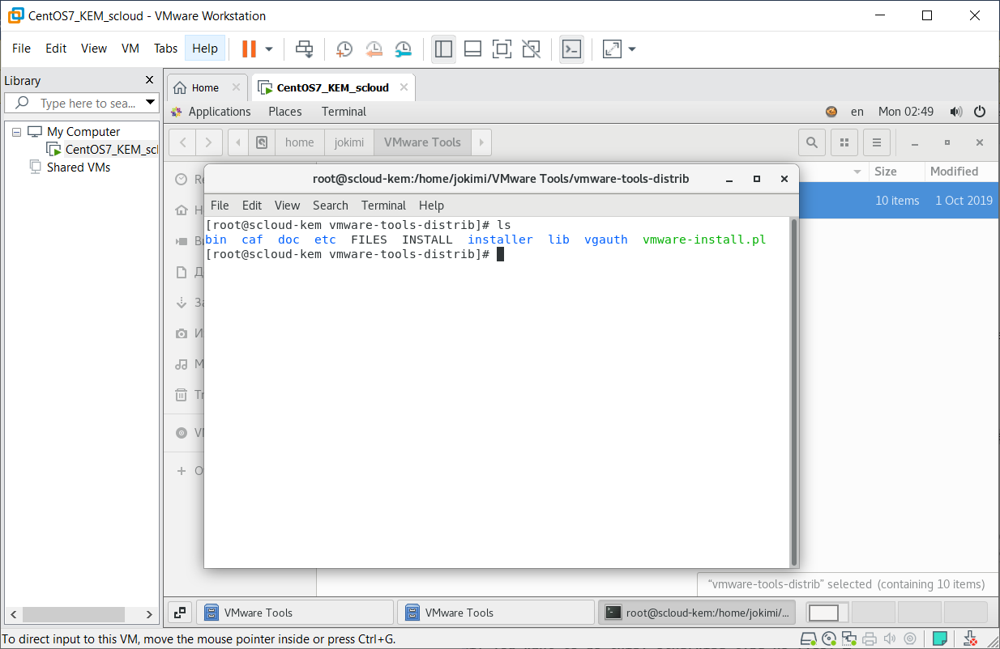 CentOS7_KEM_scloud - VMware Workstation
File Edit View VM Tabs Help
Library
Type here to sea...
My Computer
CentOS7_KEM_scl
Shared VMs
Home
CentOS7_KEM_scloud
Applications Places Terminal
en Mon 02:49
home jokimi VMware Tools
Size Modified
10 items 1 Oct 2019
root@scloud-kem:/home/jokimi/VMware Tools/vmware-tools-distrib
File Edit View Search Terminal Help
[root@scloud-kem vmware-tools-distrib]# ls
bin caf doc etc FILES INSTALL installer lib vgauth vmware-install.pl
[root@scloud-kem vmware-tools-distrib]#
“vmware-tools-distrib” selected (containing 10 items)
VMware Tools
VMware Tools
root@scloud-kem:/home/jokimi/...
To direct input to this VM, move the mouse pointer inside or press Ctrl+G.